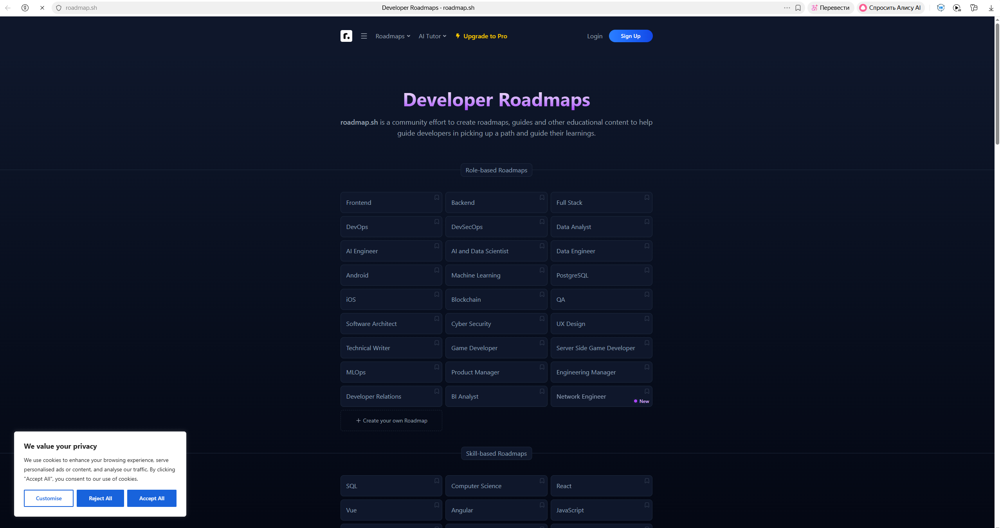 roadmap.sh
Developer Roadmaps - roadmap.sh
Перевести
Спросить Алису AI
r.
Roadmaps
AI Tutor
Upgrade to Pro
Login
Sign Up
Developer Roadmaps
roadmap.sh is a community effort to create roadmaps, guides and other educational content to help
guide developers in picking up a path and guide their learnings.
Role-based Roadmaps
Frontend
Backend
Full Stack
DevOps
DevSecOps
Data Analyst
AI Engineer
AI and Data Scientist
Data Engineer
Android
Machine Learning
PostgreSQL
iOS
Blockchain
QA
Software Architect
Cyber Security
UX Design
Technical Writer
Game Developer
Server Side Game Developer
MLOps
Product Manager
Engineering Manager
Developer Relations
BI Analyst
Network Engineer
New
+ Create your own Roadmap
We value your privacy
We use cookies to enhance your browsing experience, serve
personalised ads or content, and analyse our traffic. By clicking
"Accept All", you consent to our use of cookies.
Customise
Reject All
Accept All
Skill-based Roadmaps
SQL
Computer Science
React
Vue
Angular
JavaScript